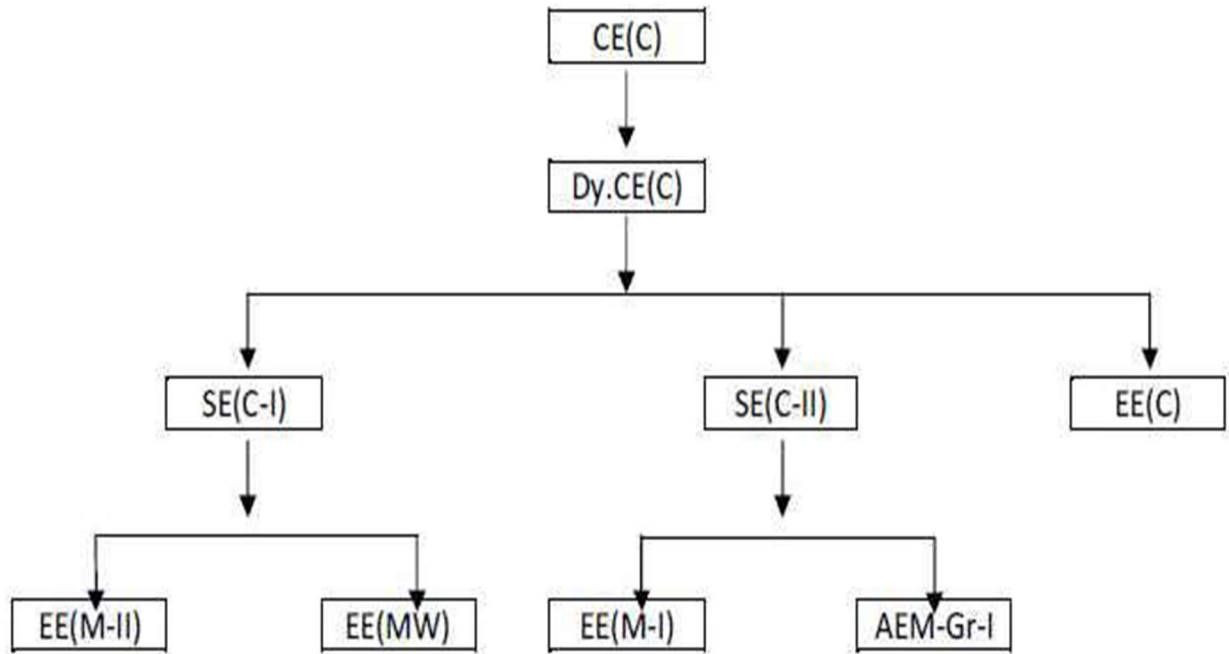 CE(C)
Dy.CE(C)
SE(C-I)
SE(C-II)
EE(C)
EE(M-II)
EE(MW)
EE(M-I)
AEM-Gr-I